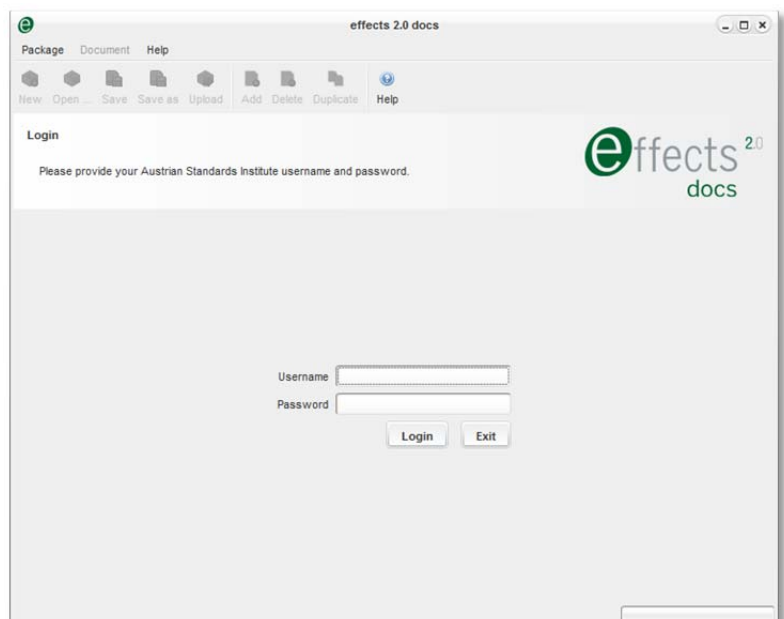 effects 2.0 docs
Package Document Help
New Open ... Save Save as Upload Add Delete Duplicate Help
Login
Please provide your Austrian Standards Institute username and password.
effects 2.0
docs
Username
Password
Login Exit